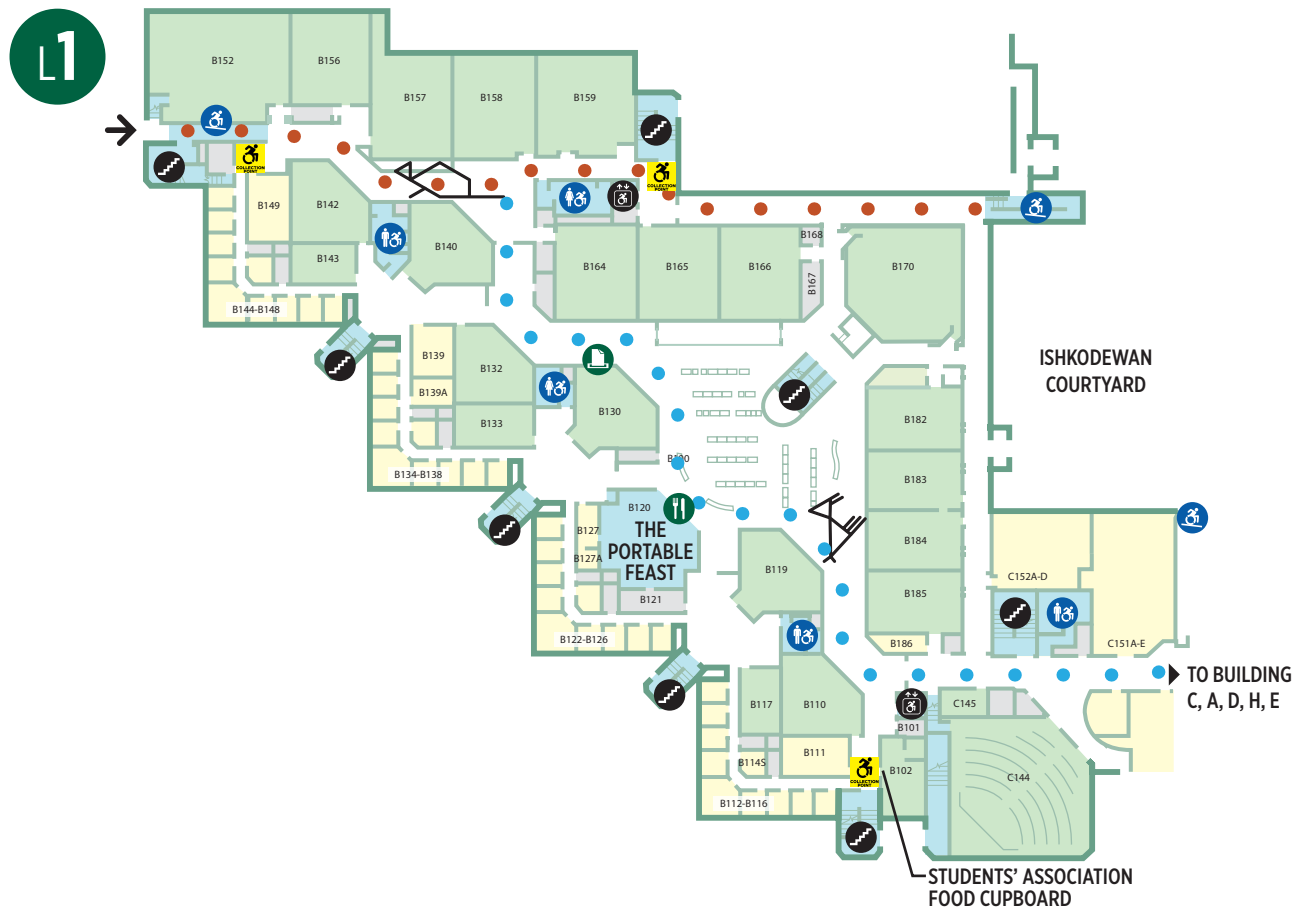 L1
B152
B156
B157
B158
B159
COLLECTION
POINT
COLLECTION
POINT
B149
B142
B140
B143
B144-B148
B168
B164
B165
B166
B167
B170
B139
B132
B139A
B133
B130
B134-B138
B182
B183
B184
B185
B186
ISHKODEWAN
COURTYARD
B120
THE
PORTABLE
FEAST
B127
B127A
B121
B122-B126
B119
C152A-D
C151A-E
TO BUILDING
C, A, D, H, E
B117
B110
B111
B114S
B112-B116
COLLECTION
POINT
B101
B102
C145
C144
STUDENTS’ ASSOCIATION
FOOD CUPBOARD